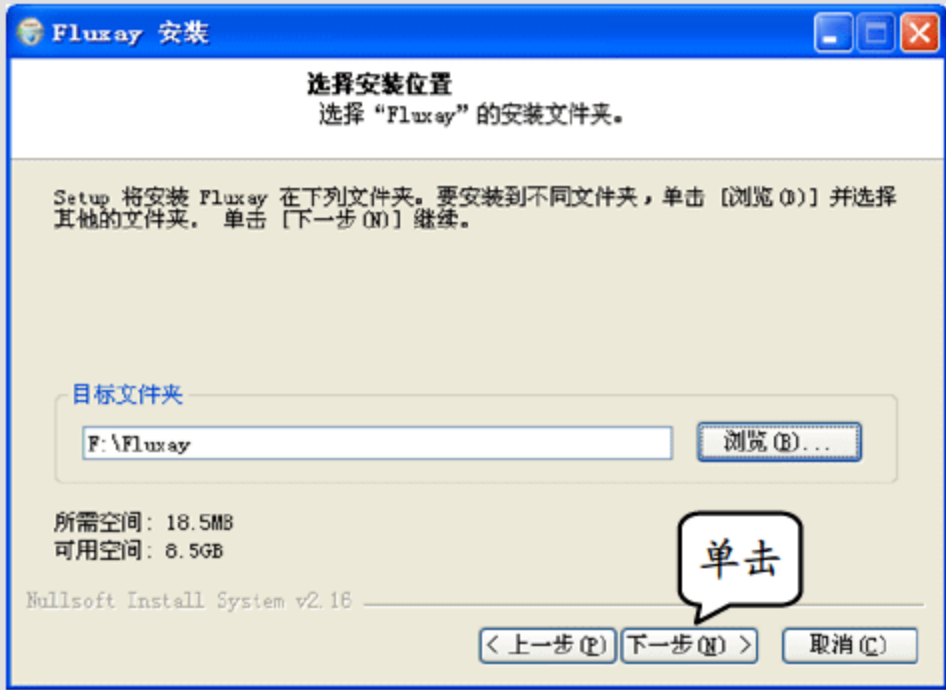 Fluxay 安装
选择安装位置
选择“Fluxay”的安装文件夹。
Setup 将安装 Fluxay 在下列文件夹。要安装到不同文件夹，单击 [浏览(B)] 并选择
其他的文件夹. 单击 [下一步(N)] 继续。
目标文件夹
F:\Fluxay
浏览(B)...
所需空间: 18.5MB
可用空间: 8.5GB
单击
Nullsoft Install System v2.16
< 上一步(P) 下一步(N) > 取消(C)